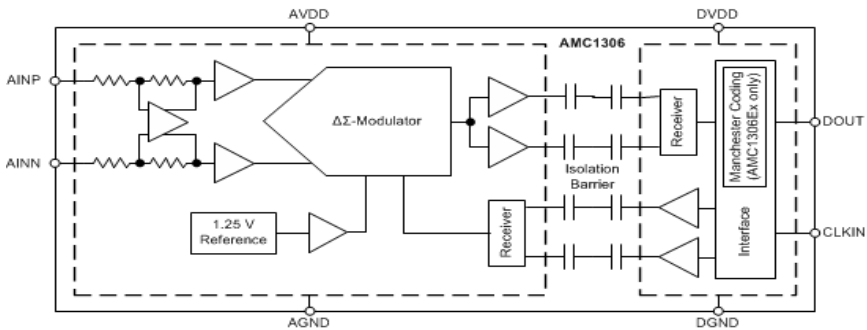 AVDD
DVDD
AMC1306
AINP
AINN
ΔΣ-Modulator
Isolation
Barrier
Receiver
Manchester Coding
(AMC1306Ex only)
DOUT
1.25 V
Reference
Receiver
Interface
CLKIN
AGND
DGND